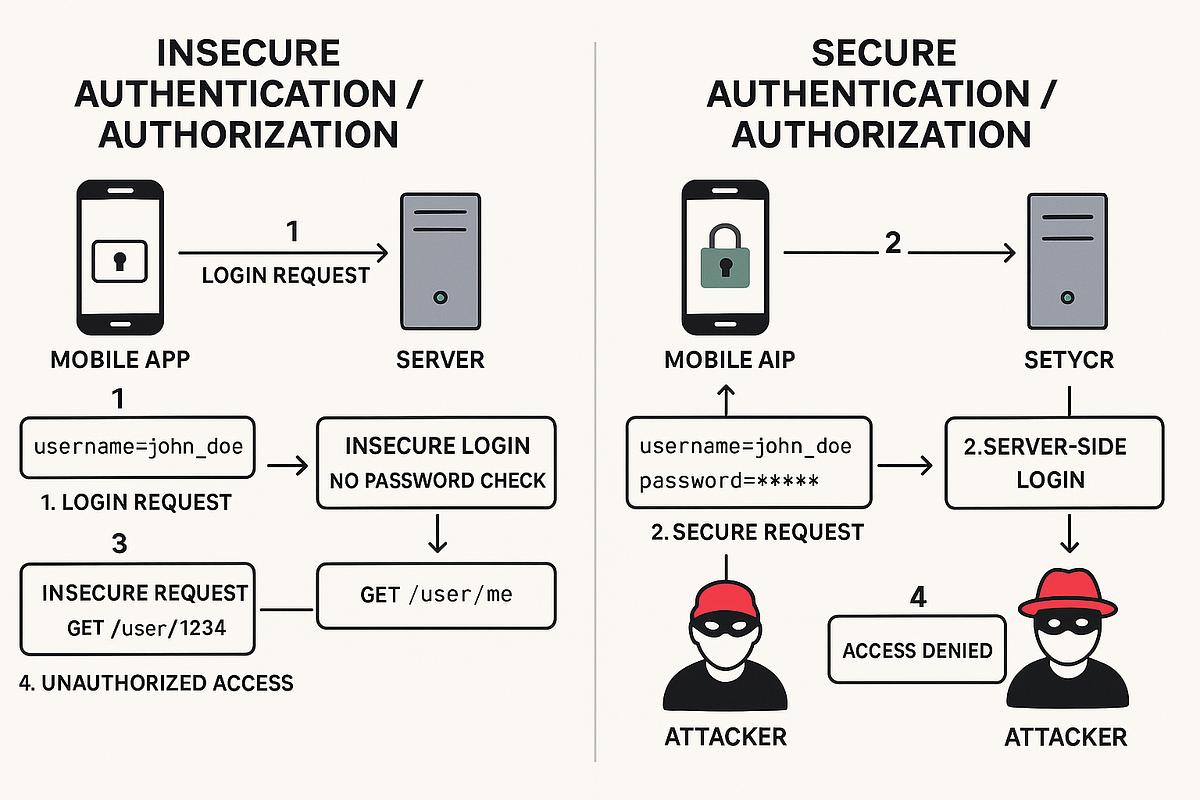 INSECURE
AUTHENTICATION /
AUTHORIZATION
1
LOGIN REQUEST
MOBILE APP
SERVER
1
username=john_doe
1. LOGIN REQUEST
INSECURE LOGIN
NO PASSWORD CHECK
3
INSECURE REQUEST
GET /user/1234
GET /user/me
4. UNAUTHORIZED ACCESS
SECURE
AUTHENTICATION /
AUTHORIZATION
2
MOBILE AIP
SETYCR
username=john_doe
password=*****
2. SECURE REQUEST
2.SERVER-SIDE
LOGIN
4
ACCESS DENIED
ATTACKER
ATTACKER